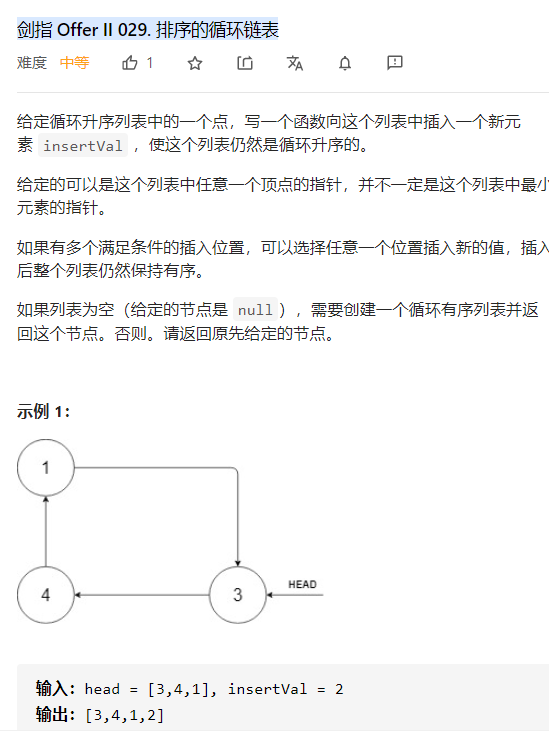 剑指 Offer II 029. 排序的循环链表
难度 中等 1
给定循环升序列表中的一个点，写一个函数向这个列表中插入一个新元
素 insertVal ，使这个列表仍然是循环升序的。
给定的可以是这个列表中任意一个顶点的指针，并不一定是这个列表中最小
元素的指针。
如果有多个满足条件的插入位置，可以选择任意一个位置插入新的值，插入
后整个列表仍然保持有序。
如果列表为空（给定的节点是 null），需要创建一个循环有序列表并返
回这个节点。否则。请返回原先给定的节点。
示例 1：
1
HEAD
4 3
输入：head = [3,4,1], insertVal = 2
输出：[3,4,1,2]